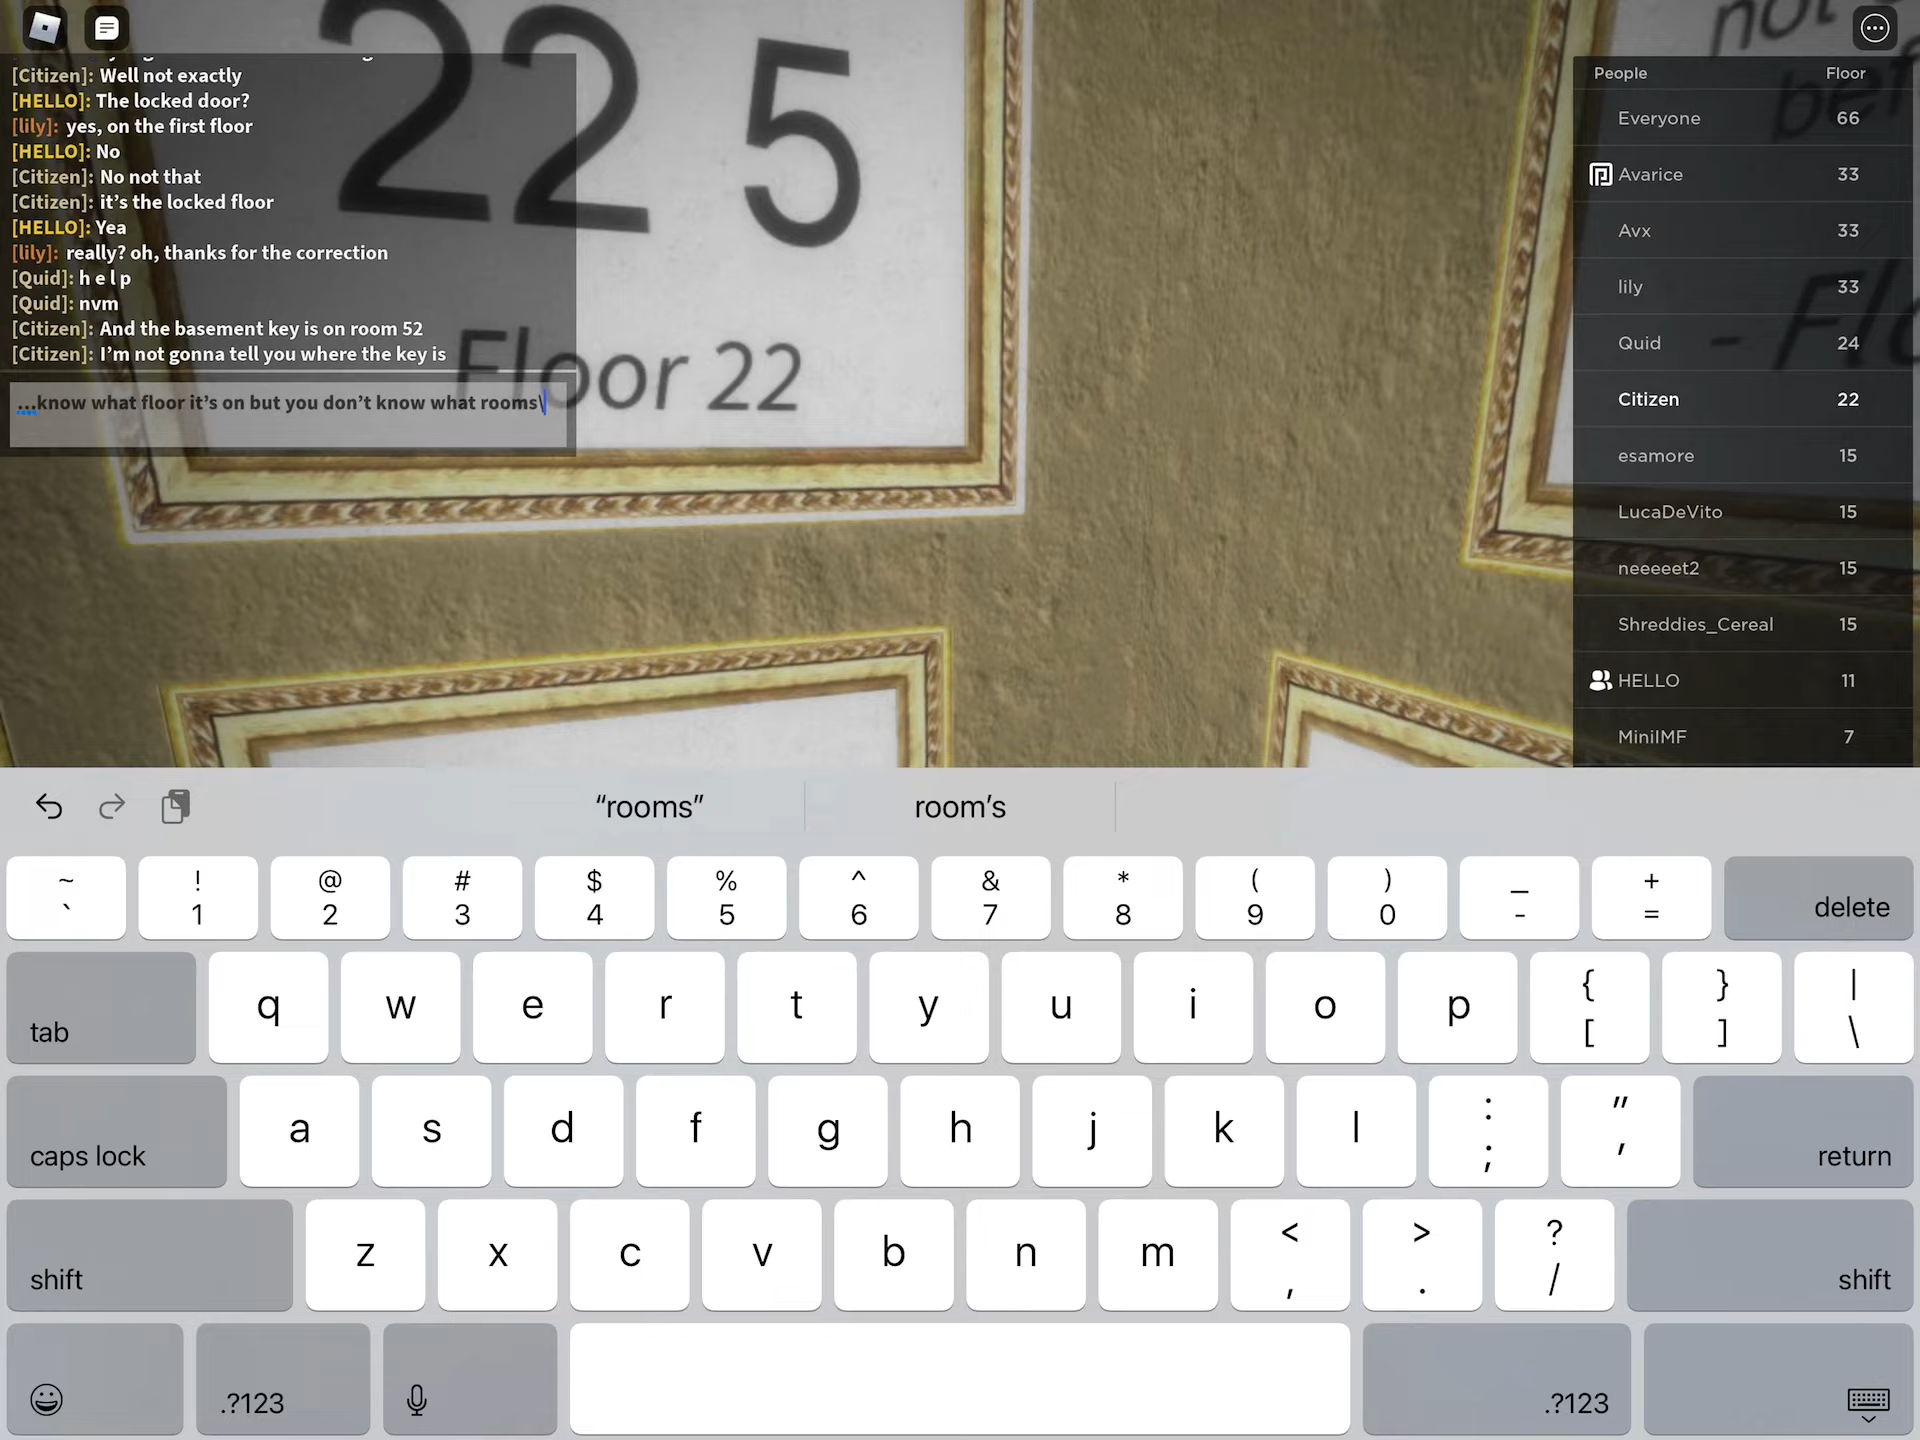 [Citizen]: Well not exactly
[HELLO]: The locked door?
[lily]: yes, on the first floor
[HELLO]: No
[Citizen]: No not that
[Citizen]: it’s the locked floor
[HELLO]: Yea
[lily]: really? oh, thanks for the correction
[Quid]: h e l p
[Quid]: nvm
[Citizen]: And the basement key is on room 52
[Citizen]: I’m not gonna tell you where the key is
...know what floor it’s on but you don’t know what rooms\
22 5
Floor 22
not
bef
- Flo
People Floor
Everyone 66
Avarice 33
Avx 33
lily 33
Quid 24
Citizen 22
esamore 15
LucaDeVito 15
neeeeet2 15
Shreddies_Cereal 15
HELLO 11
MiniIMF 7
“rooms” room’s
~ ! @ # $ % ^ & * ( ) _ +
` 1 2 3 4 5 6 7 8 9 0 - = delete
tab q w e r t y u i o p { [ } ] | \
caps lock a s d f g h j k l : ; " ' return
shift z x c v b n m < , > . ? / shift
.?123 .?123